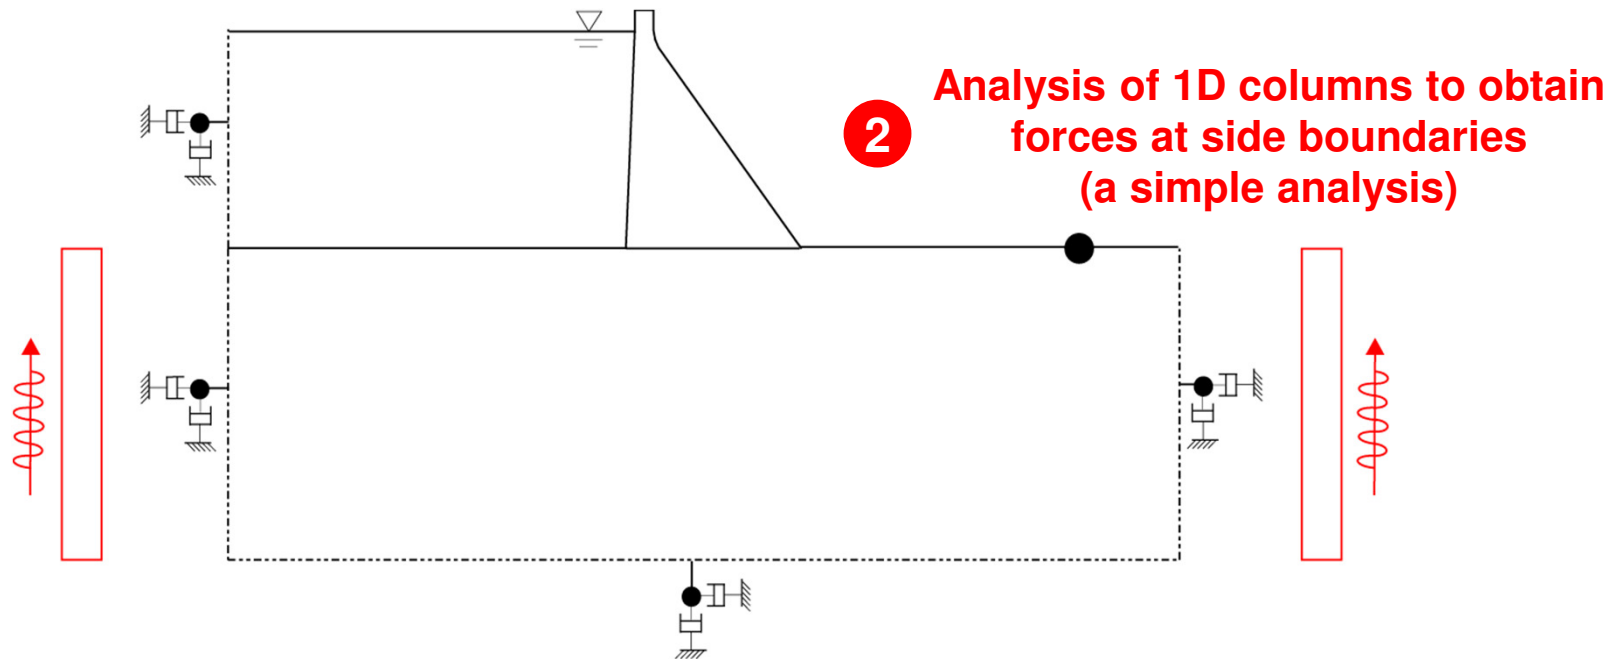 2
Analysis of 1D columns to obtain
forces at side boundaries
(a simple analysis)